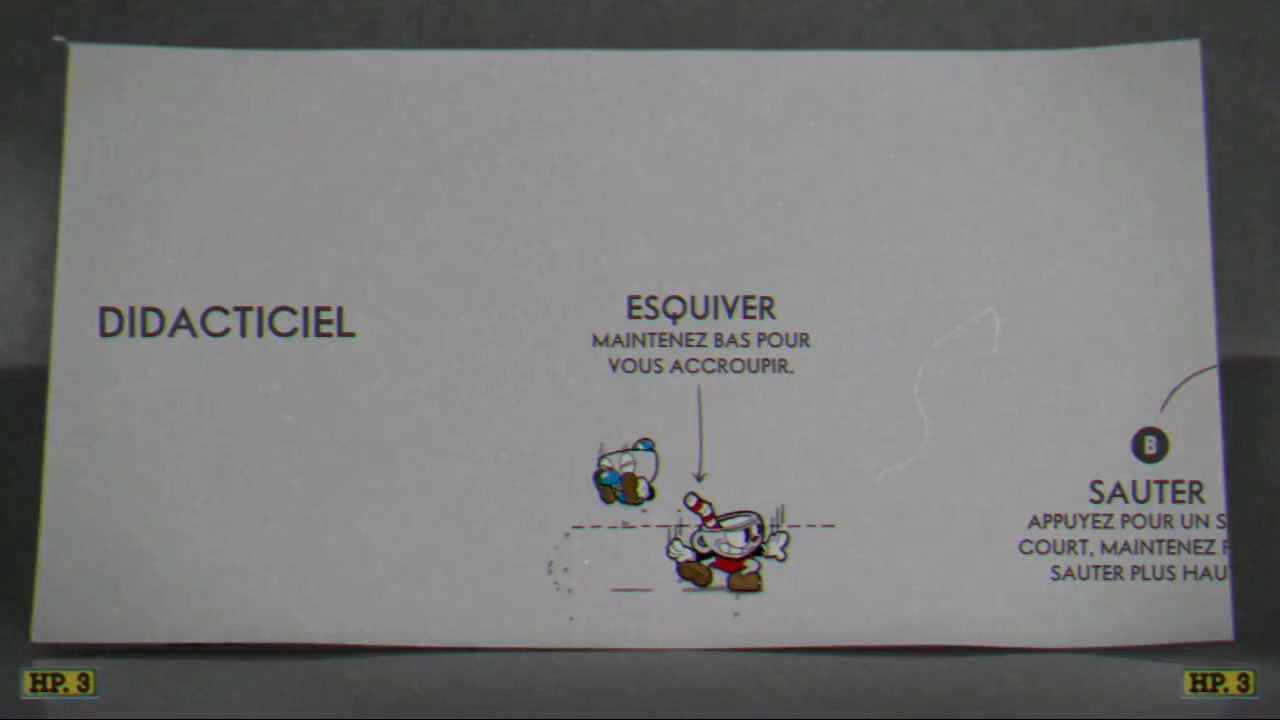 DIDACTICIEL
ESQUIVER
MAINTENEZ BAS POUR
VOUS ACCROUPIR.
B
SAUTER
APPUYEZ POUR UN S
COURT, MAINTENEZ
SAUTER PLUS HAU
HP. 3
HP. 3